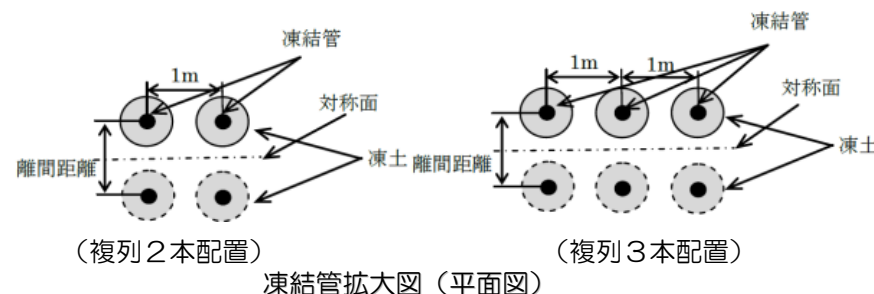 凍結管
1m
対称面
離間距離
凍土
（複列２本配置）
凍結管
1m
1m
対称面
離間距離
凍土
（複列３本配置）
凍結管拡大図（平面図）